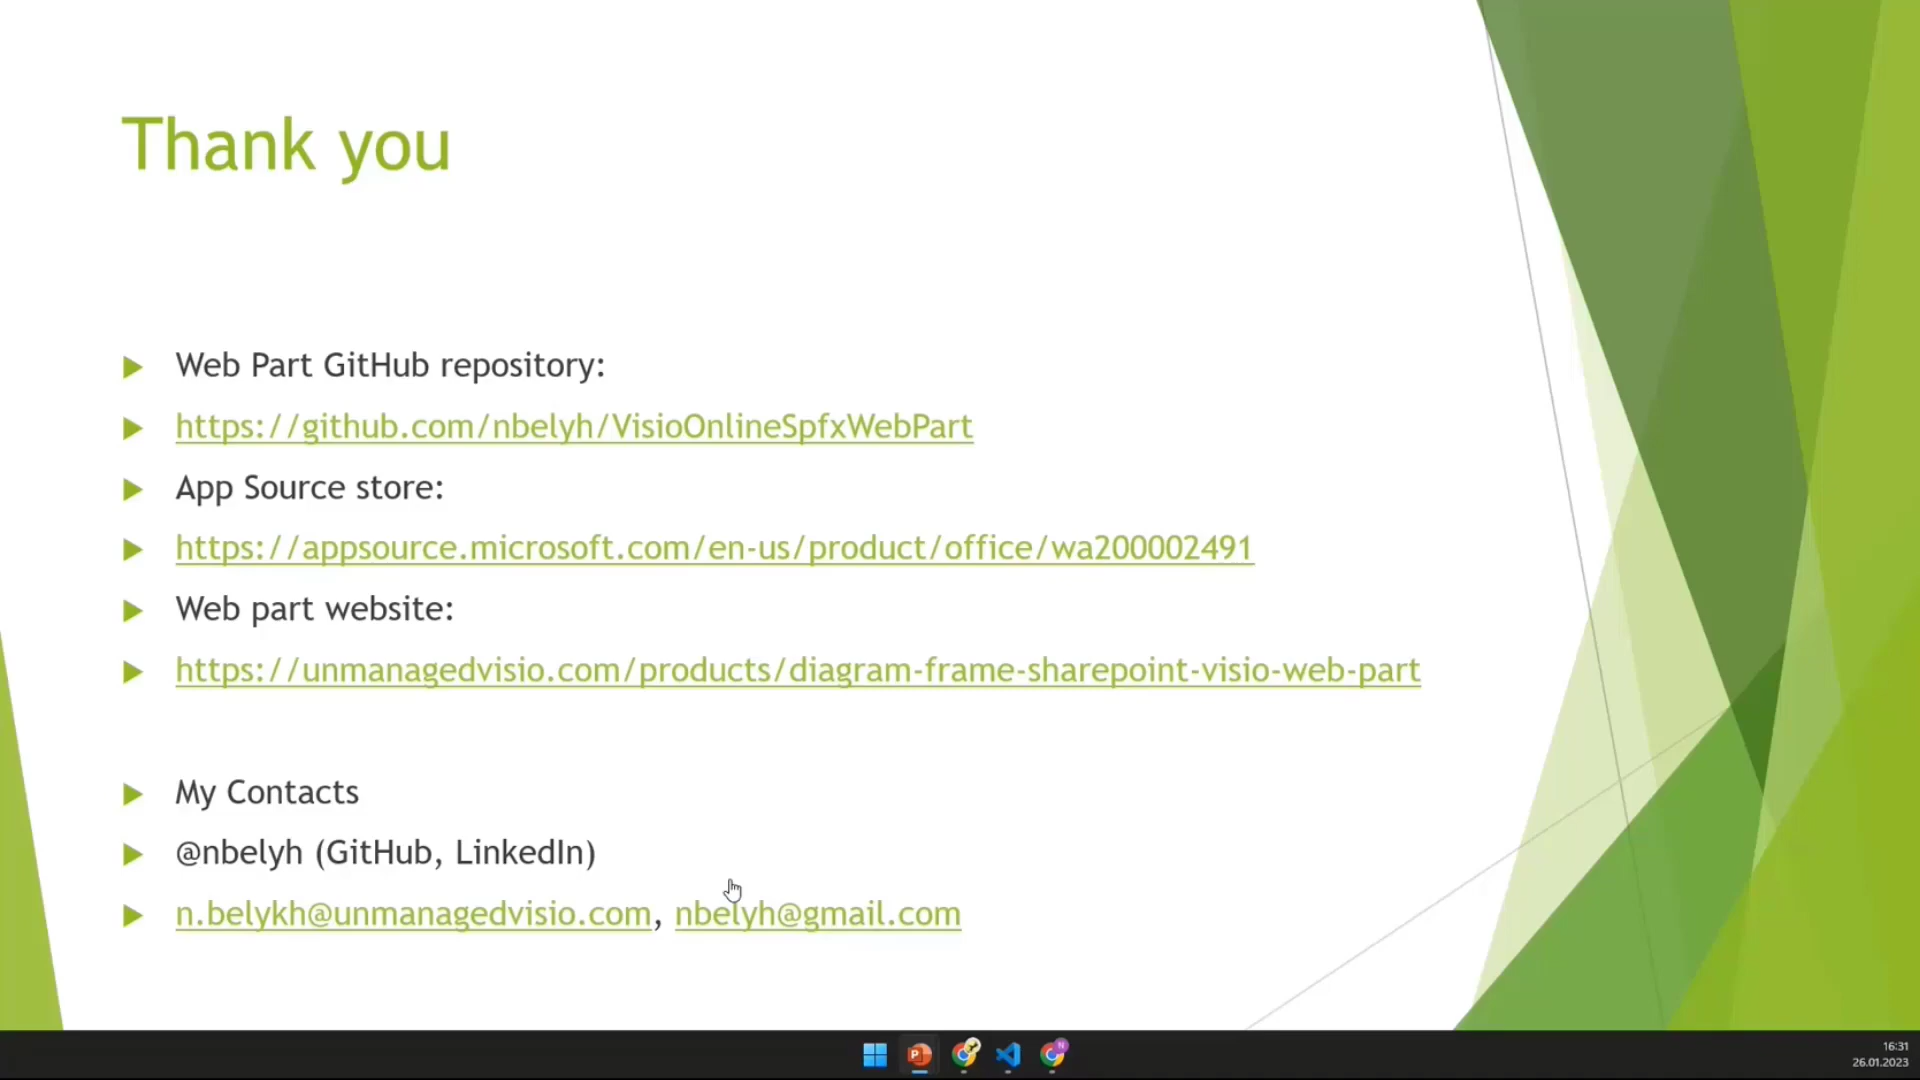 Thank you
Web Part GitHub repository:
https://github.com/nbelyh/VisioOnlineSpfxWebPart
App Source store:
https://appsource.microsoft.com/en-us/product/office/wa200002491
Web part website:
https://unmanagedvisio.com/products/diagram-frame-sharepoint-visio-web-part
My Contacts
@nbelyh (GitHub, LinkedIn)
n.belykh@unmanagedvisio.com, nbelyh@gmail.com
16:31
26.01.2023